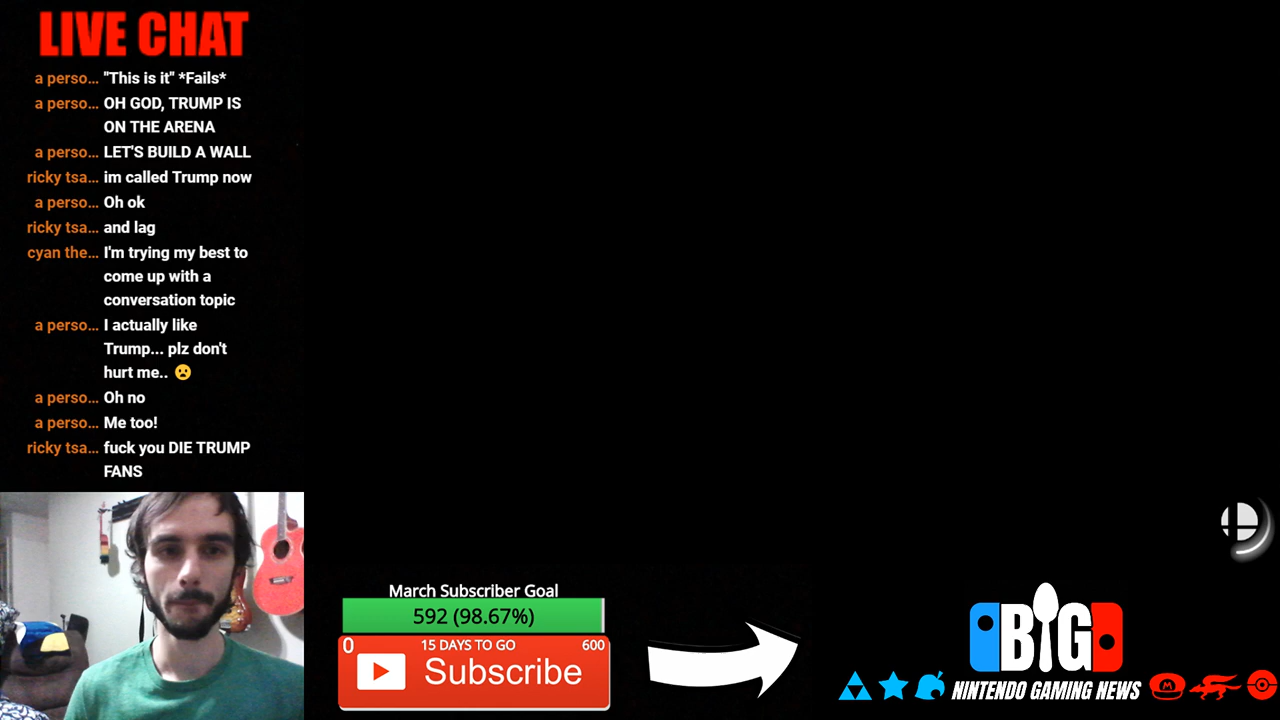 LIVE CHAT
a perso... "This is it" *Fails*
a perso... OH GOD, TRUMP IS
ON THE ARENA
a perso... LET'S BUILD A WALL
ricky tsa... im called Trump now
a perso... Oh ok
ricky tsa... and lag
cyan the... I'm trying my best to
come up with a
conversation topic
a perso... I actually like
Trump... plz don't
hurt me.. 😦
a perso... Oh no
a perso... Me too!
ricky tsa... fuck you DIE TRUMP
FANS
March Subscriber Goal
592 (98.67%)
0 15 DAYS TO GO 600
Subscribe
BIG
NINTENDO GAMING NEWS
M